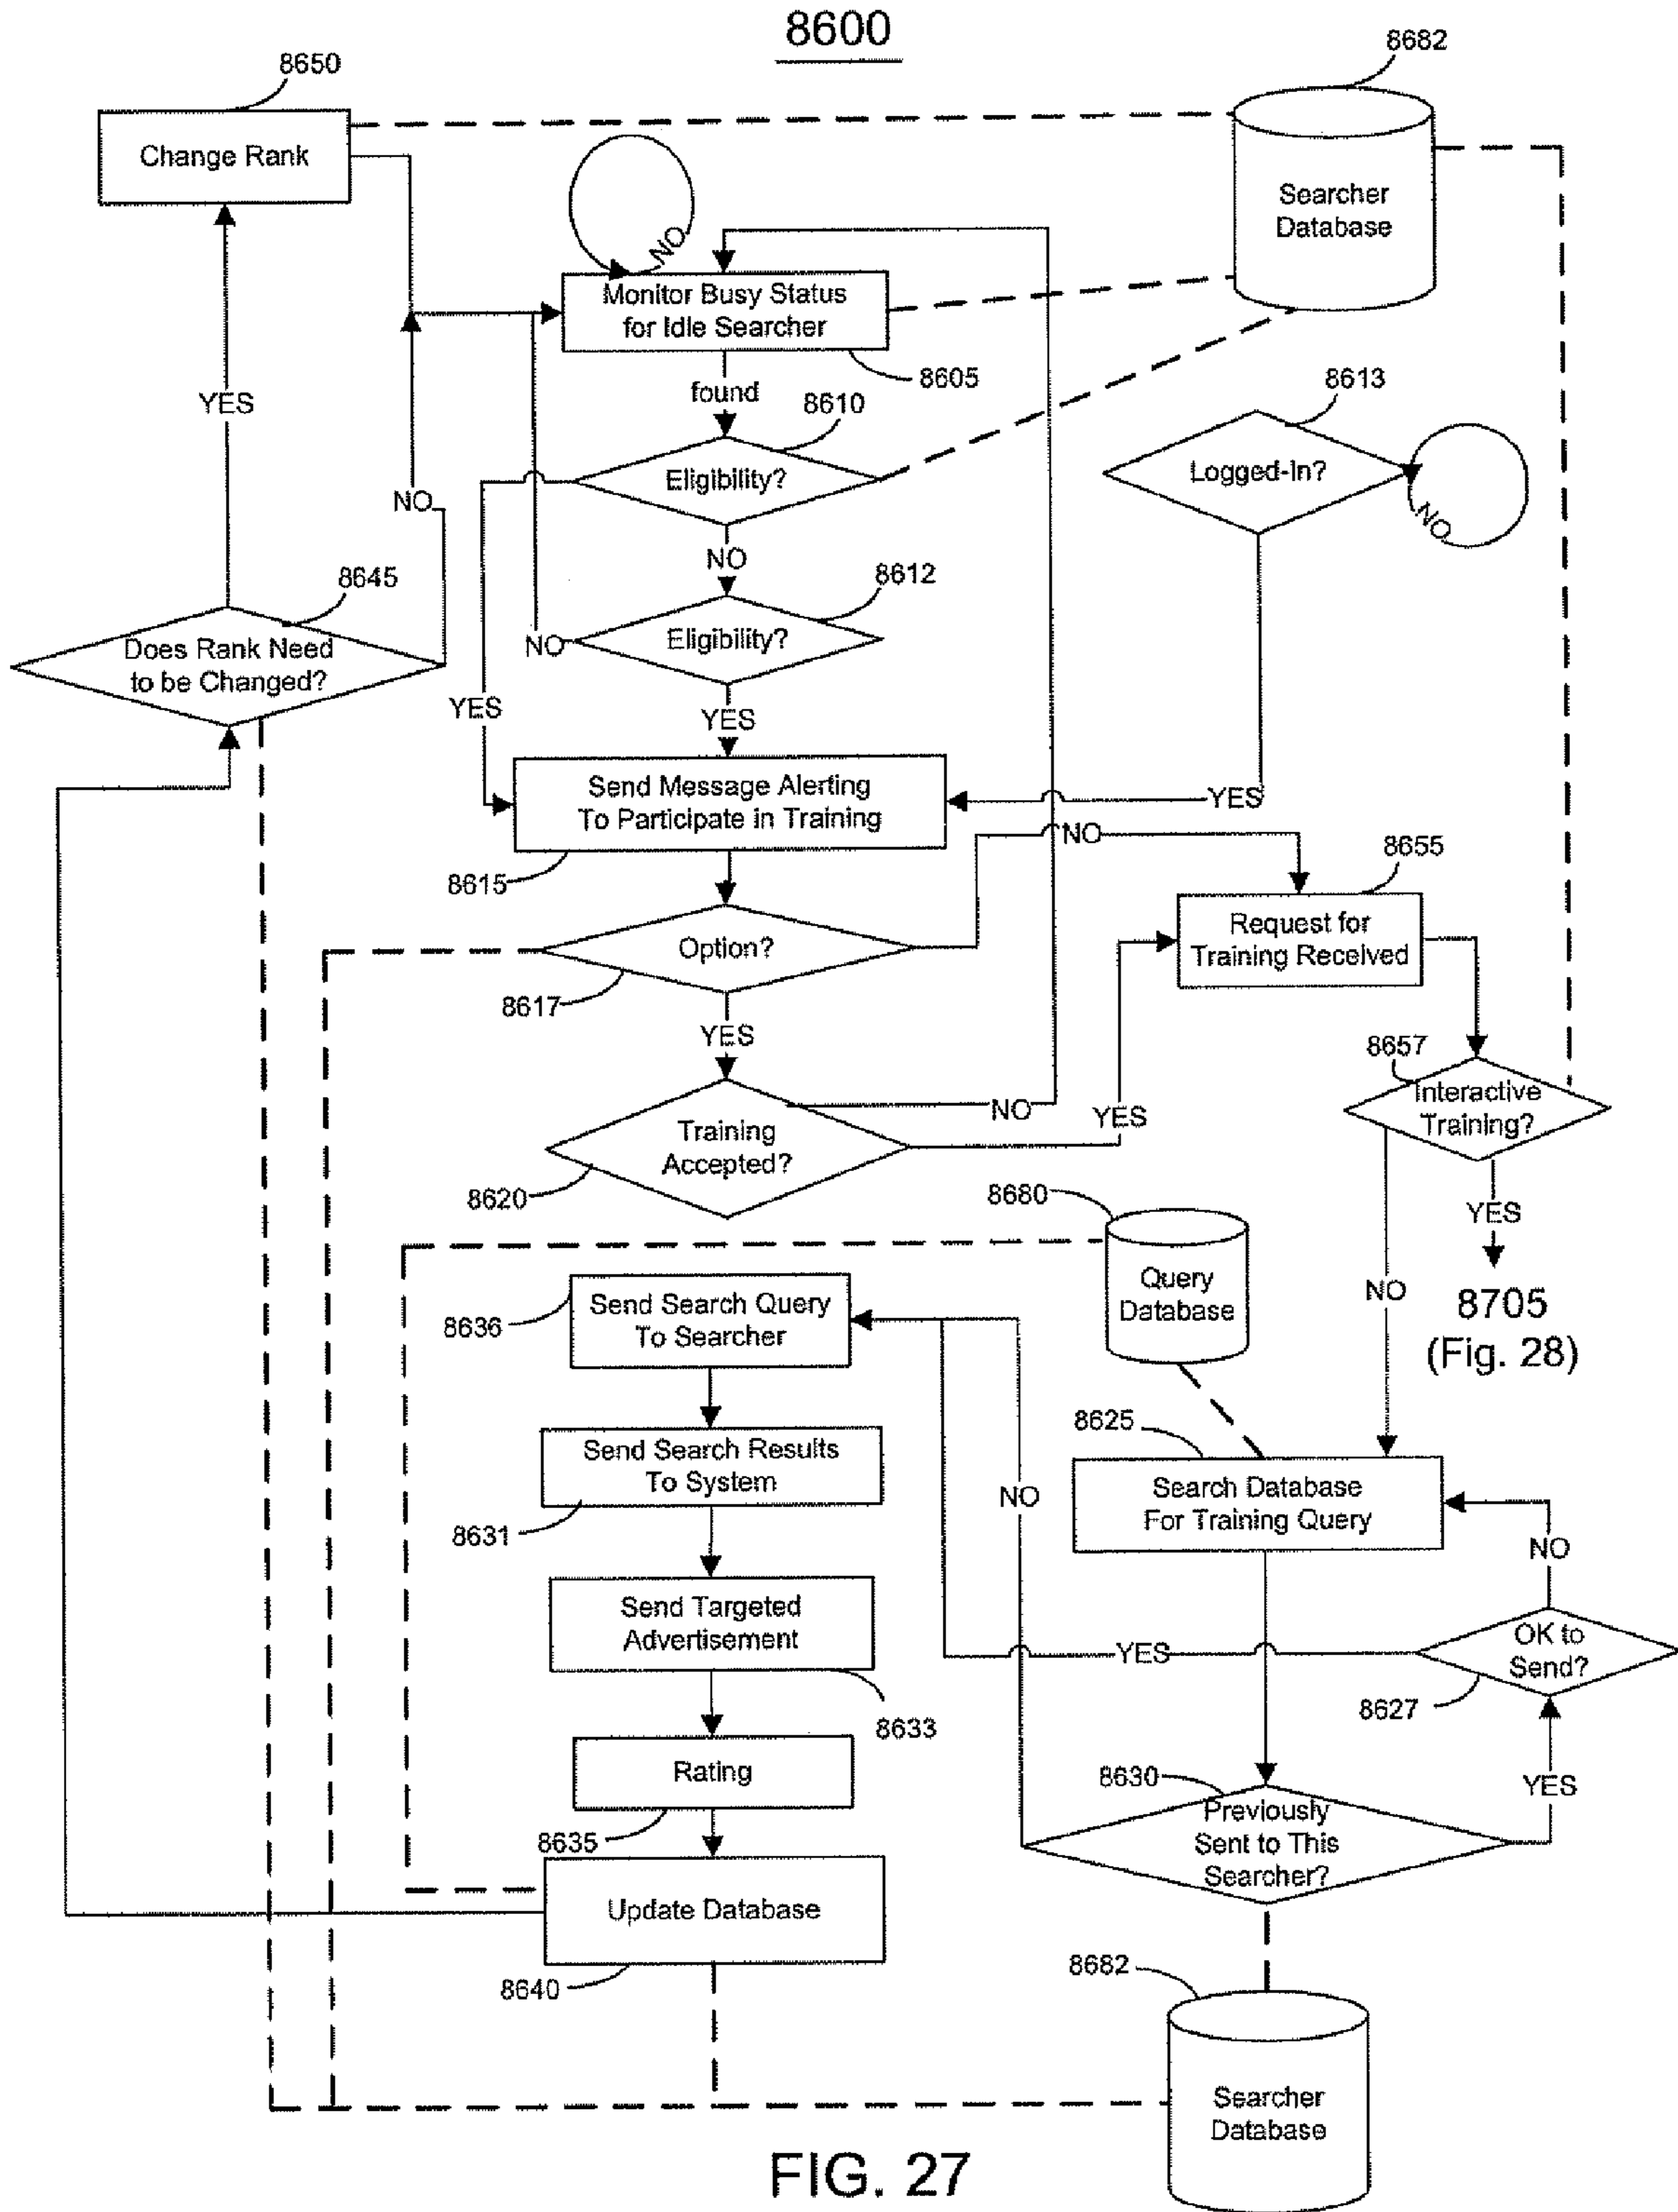 8600
8650
8682
Change Rank
Searcher
Database
NO
Monitor Busy Status
for Idle Searcher
8605
found
8610
8613
YES
Eligibility?
Logged-In?
NO
NO
NO
8645
8612
Does Rank Need
to be Changed?
NO
Eligibility?
YES
YES
Send Message Alerting
To Participate in Training
YES
NO
8615
8655
Option?
Request for
Training Received
8617
YES
8657
NO
YES
Interactive
Training?
Training
Accepted?
8620
8680
YES
Query
Database
NO
8705
(Fig. 28)
8636
Send Search Query
To Searcher
8625
Send Search Results
To System
NO
Search Database
For Training Query
8631
NO
Send Targeted
Advertisement
YES
OK to
Send?
8627
8633
Rating
8630
YES
Previously
Sent to This
Searcher?
8635
Update Database
8640
8682
Searcher
Database
FIG. 27